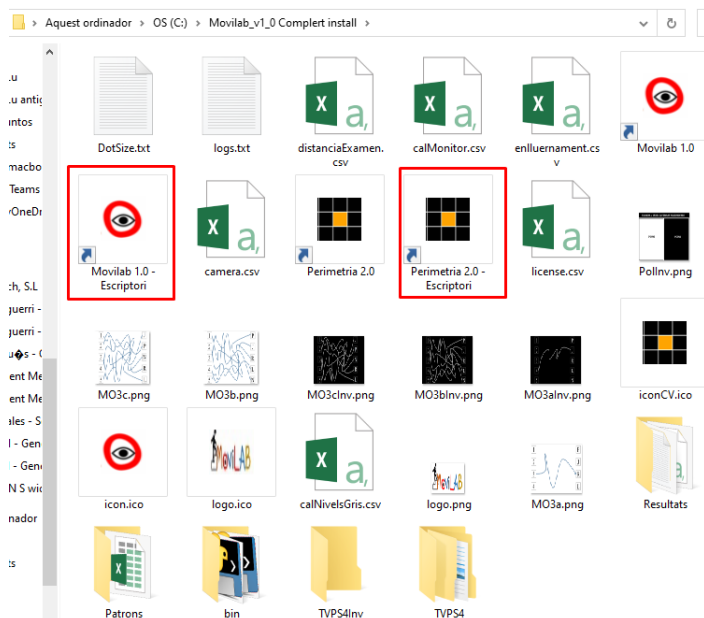 Aquest ordinador > OS (C:) > Movilab_v1_0 Complert install >
.u
.u antig
ntos
ts
macbo
Teams
ch, S.L
guerri -
guerri -
ent Me
ent Me
ales - S
l - Gen
- Gene
N S wid
nador
ts
DotSize.txt
logs.txt
distanciaExamen.
csv
calMonitor.csv
enlluernament.cs
v
Movilab 1.0
Movilab 1.0 -
Escriptori
camera.csv
Perimetria 2.0
Perimetria 2.0 -
Escriptori
license.csv
PolInv.png
MO3c.png
MO3b.png
MO3cInv.png
MO3bInv.png
MO3aInv.png
iconCV.ico
icon.ico
logo.ico
calNivelsGris.csv
logo.png
MO3a.png
Resultats
Patrons
bin
TVPS4Inv
TVPS4